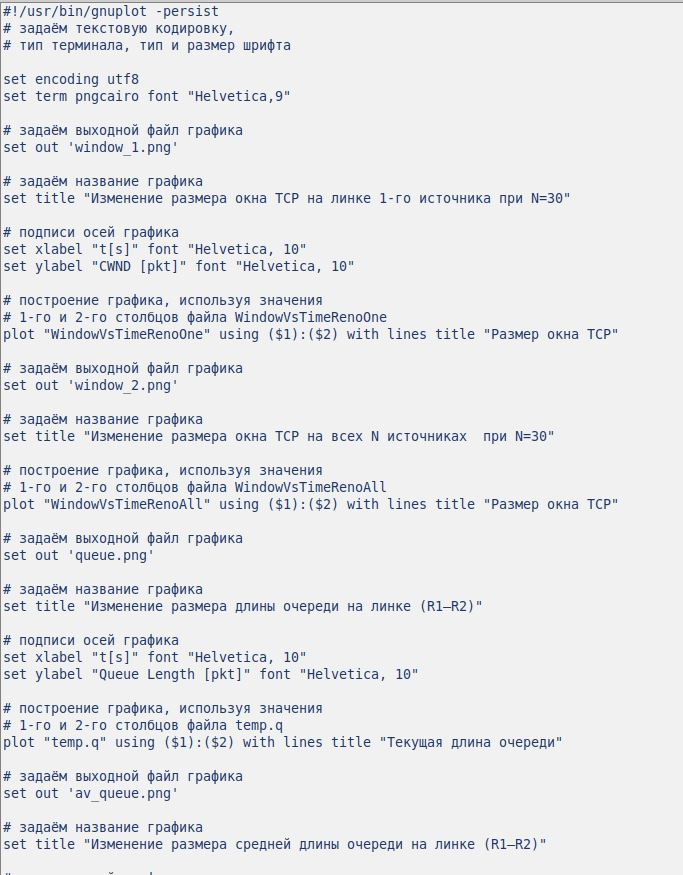 #!/usr/bin/gnuplot -persist
# задаём текстовую кодировку,
# тип терминала, тип и размер шрифта
set encoding utf8
set term pngcairo font "Helvetica,9"
# задаём выходной файл графика
set out 'window_1.png'
# задаём название графика
set title "Изменение размера окна TCP на линке 1-го источника при N=30"
# подписи осей графика
set xlabel "t[s]" font "Helvetica, 10"
set ylabel "CWND [pkt]" font "Helvetica, 10"
# построение графика, используя значения
# 1-го и 2-го столбцов файла WindowVsTimeRenoOne
plot "WindowVsTimeRenoOne" using ($1):($2) with lines title "Размер окна TCP"
# задаём выходной файл графика
set out 'window_2.png'
# задаём название графика
set title "Изменение размера окна TCP на всех N источниках  при N=30"
# построение графика, используя значения
# 1-го и 2-го столбцов файла WindowVsTimeRenoAll
plot "WindowVsTimeRenoAll" using ($1):($2) with lines title "Размер окна TCP"
# задаём выходной файл графика
set out 'queue.png'
# задаём название графика
set title "Изменение размера длины очереди на линке (R1–R2)"
# подписи осей графика
set xlabel "t[s]" font "Helvetica, 10"
set ylabel "Queue Length [pkt]" font "Helvetica, 10"
# построение графика, используя значения
# 1-го и 2-го столбцов файла temp.q
plot "temp.q" using ($1):($2) with lines title "Текущая длина очереди"
# задаём выходной файл графика
set out 'av_queue.png'
# задаём название графика
set title "Изменение размера средней длины очереди на линке (R1–R2)"